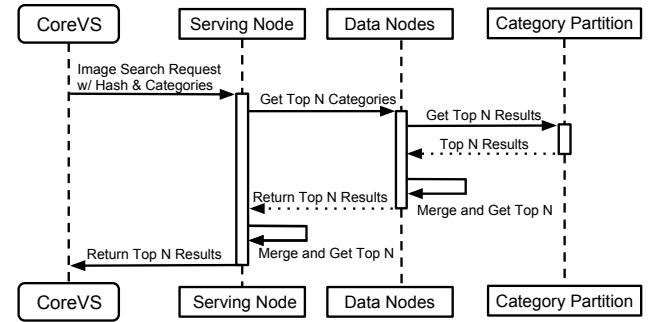 CoreVS
Serving Node
Data Nodes
Category Partition
Image Search Request
w/ Hash & Categories
Get Top N Categories
Get Top N Results
Top N Results
Return Top N Results
Merge and Get Top N
Return Top N Results
Merge and Get Top N
CoreVS
Serving Node
Data Nodes
Category Partition